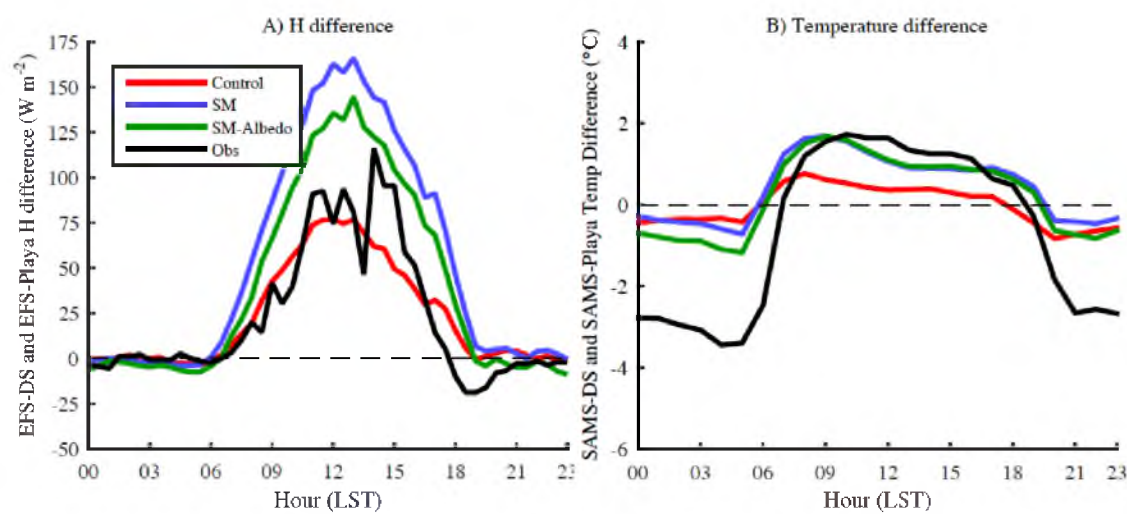 A) H difference
EFS-DS and EFS-Playa H difference (W m-2)
175
150
125
100
75
50
25
0
-25
-50
Control
SM
SM-Albedo
Obs
00 03 06 09 12 15 18 21 23
Hour (LST)
B) Temperature difference
SAMS-DS and SAMS-Playa Temp Difference (°C)
4
2
0
-2
-4
-6
00 03 06 09 12 15 18 21 23
Hour (LST)